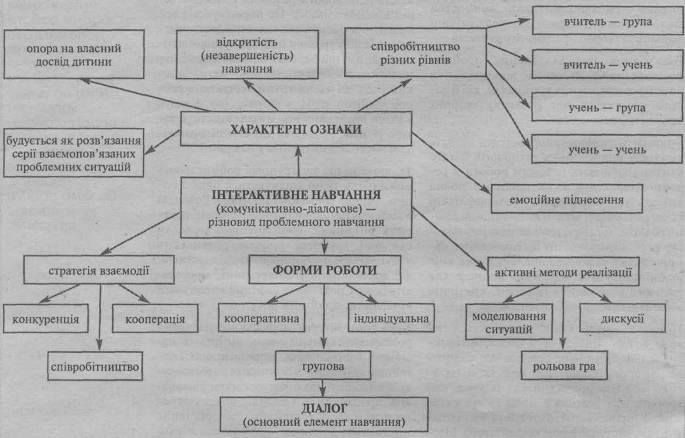 опора на власний
досвід дитини
відкритість
(незавершеність)
навчання
співробітництво
різних рівнів
вчитель — група
вчитель — учень
учень — група
учень — учень
ХАРАКТЕРНІ ОЗНАКИ
будується як розв'язання
серії взаємопов'язаних
проблемних ситуацій
ІНТЕРАКТИВНЕ НАВЧАННЯ
(комунікативно-діалогове) —
різновид проблемного навчання
емоційне піднесення
стратегія взаємодії
ФОРМИ РОБОТИ
активні методи реалізації
конкуренція
кооперація
кооперативна
індивідуальна
моделювання
ситуацій
дискусії
співробітництво
групова
рольова гра
ДІАЛОГ
(основний елемент навчання)